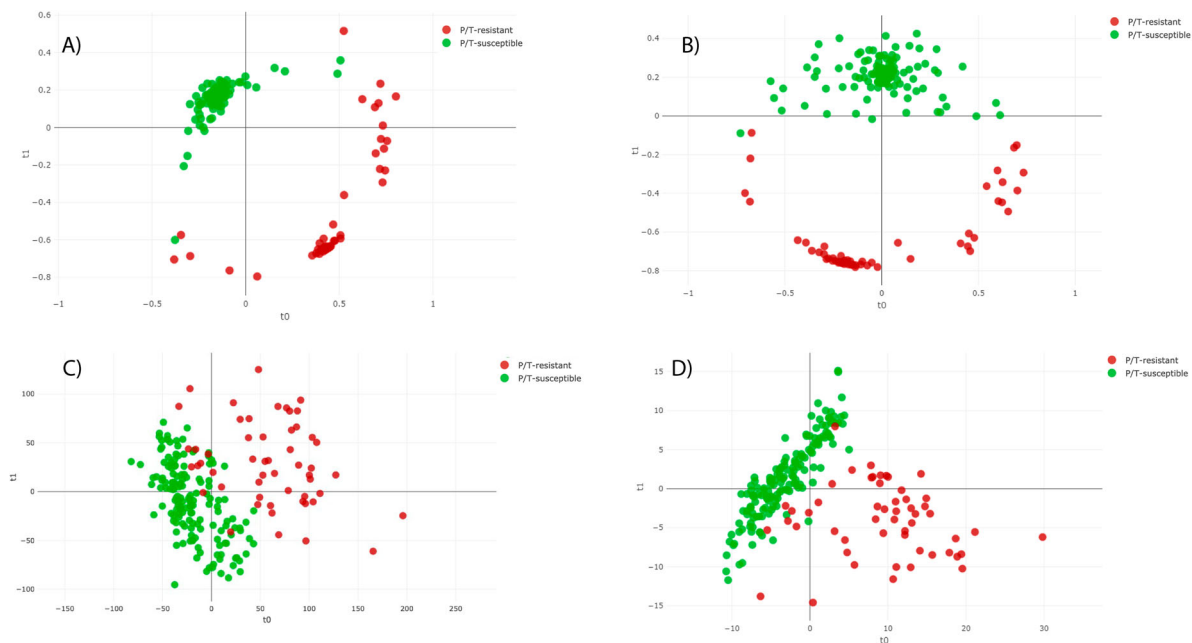 A)
P/T-resistant
P/T-susceptible
0.6
0.4
0.2
0
−0.2
−0.4
−0.6
−0.8
t1
−1
−0.5
0
0.5
1
t0
B)
P/T-resistant
P/T-susceptible
0.4
0.2
0
−0.2
−0.4
−0.6
−0.8
t1
−1
−0.5
0
0.5
1
t0
C)
P/T-resistant
P/T-susceptible
100
50
0
−50
−100
t1
−150
−100
−50
0
50
100
150
200
250
t0
D)
P/T-resistant
P/T-susceptible
15
10
5
0
−5
−10
−15
t1
−10
0
10
20
30
t0